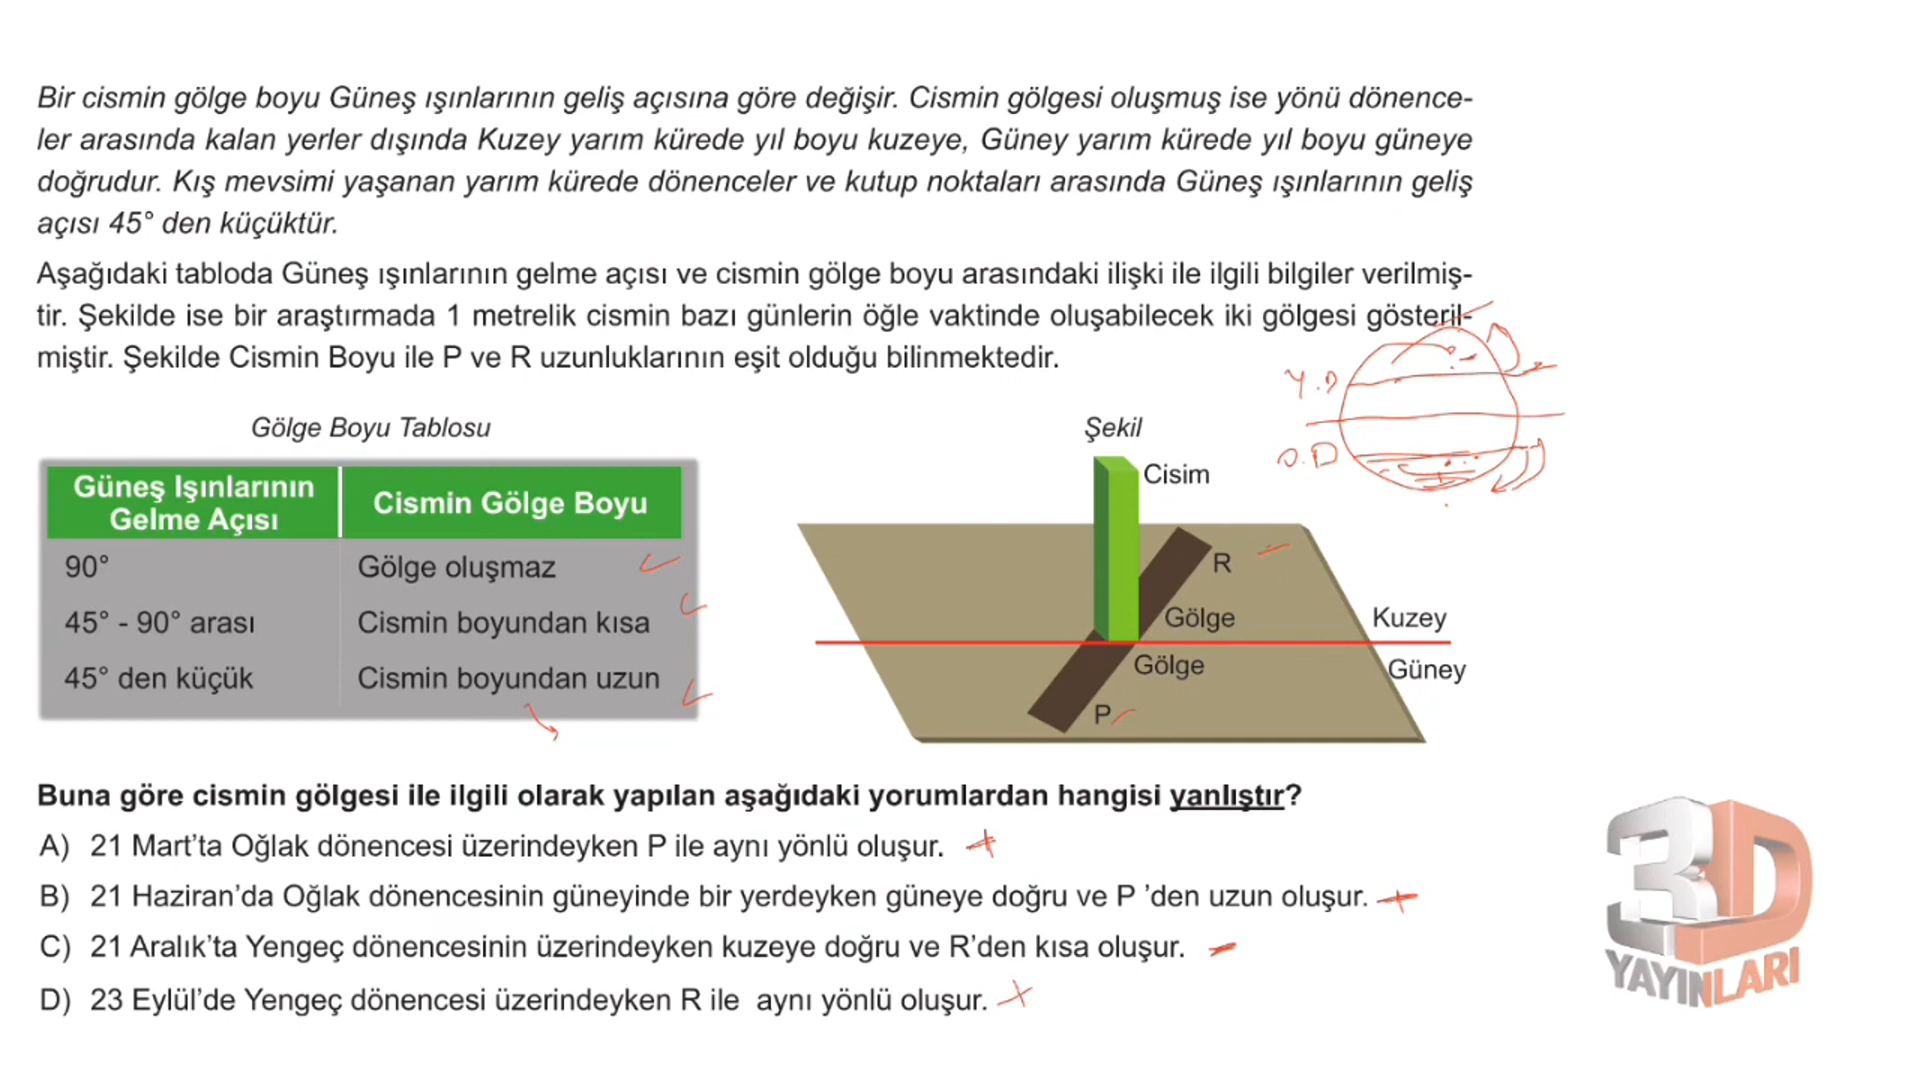 Bir cismin gölge boyu Güneş ışınlarının geliş açısına göre değişir. Cismin gölgesi oluşmuş ise yönü dönence-
ler arasında kalan yerler dışında Kuzey yarım kürede yıl boyu kuzeye, Güney yarım kürede yıl boyu güneye
doğrudur. Kış mevsimi yaşanan yarım kürede dönenceler ve kutup noktaları arasında Güneş ışınlarının geliş
açısı 45° den küçüktür.
Aşağıdaki tabloda Güneş ışınlarının gelme açısı ve cismin gölge boyu arasındaki ilişki ile ilgili bilgiler verilmiş-
tir. Şekilde ise bir araştırmada 1 metrelik cismin bazı günlerin öğle vaktinde oluşabilecek iki gölgesi gösteril-
miştir. Şekilde Cismin Boyu ile P ve R uzunluklarının eşit olduğu bilinmektedir.
Y.D
O.D
Gölge Boyu Tablosu
Güneş Işınlarının
Gelme Açısı
Cismin Gölge Boyu
90°
Gölge oluşmaz
45° - 90° arası
Cismin boyundan kısa
45° den küçük
Cismin boyundan uzun
Şekil
Cisim
R
Gölge
Kuzey
Gölge
Güney
P
Buna göre cismin gölgesi ile ilgili olarak yapılan aşağıdaki yorumlardan hangisi yanlıştır?
A) 21 Mart’ta Oğlak dönencesi üzerindeyken P ile aynı yönlü oluşur.
B) 21 Haziran’da Oğlak dönencesinin güneyinde bir yerdeyken güneye doğru ve P ’den uzun oluşur.
C) 21 Aralık’ta Yengeç dönencesinin üzerindeyken kuzeye doğru ve R’den kısa oluşur.
D) 23 Eylül’de Yengeç dönencesi üzerindeyken R ile aynı yönlü oluşur.
3D
YAYINLARI